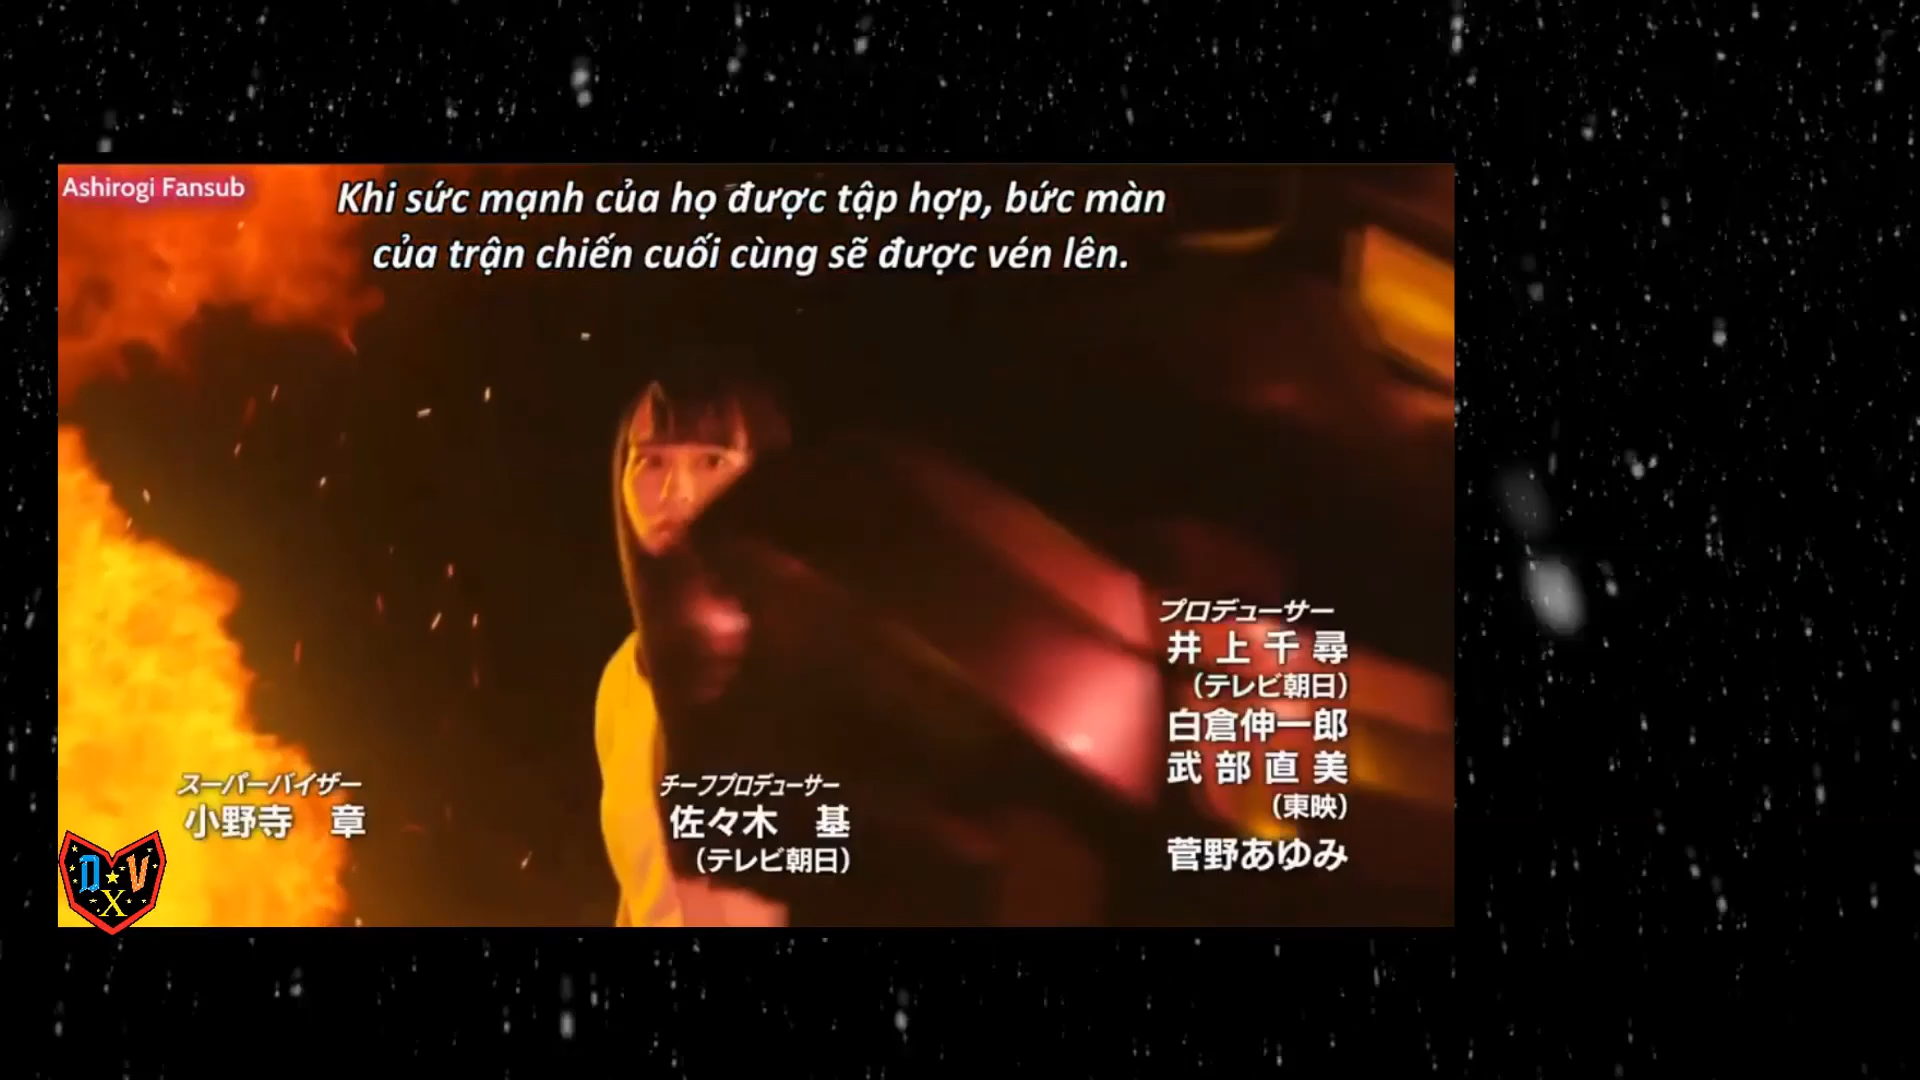 Ashirogi Fansub
Khi sức mạnh của họ được tập hợp, bức màn
của trận chiến cuối cùng sẽ được vén lên.
スーパーバイザー
小野寺　章
チーフプロデューサー
佐々木　基
（テレビ朝日）
プロデューサー
井上千尋
（テレビ朝日）
白倉伸一郎
武部直美
（東映）
菅野あゆみ
D V
X